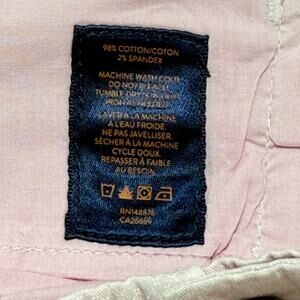 98% COTTON/COTON
2% SPANDEX
MACHINE WASH COLD
DO NOT BLEACH
TUMBLE DRY LOW
IRON AS NEEDED
LAVER À LA MACHINE
À L'EAU FROIDE.
NE PAS JAVELLISER.
SÉCHER À LA MACHINE
CYCLE DOUX.
REPASSER À FAIBLE
AU BESOIN